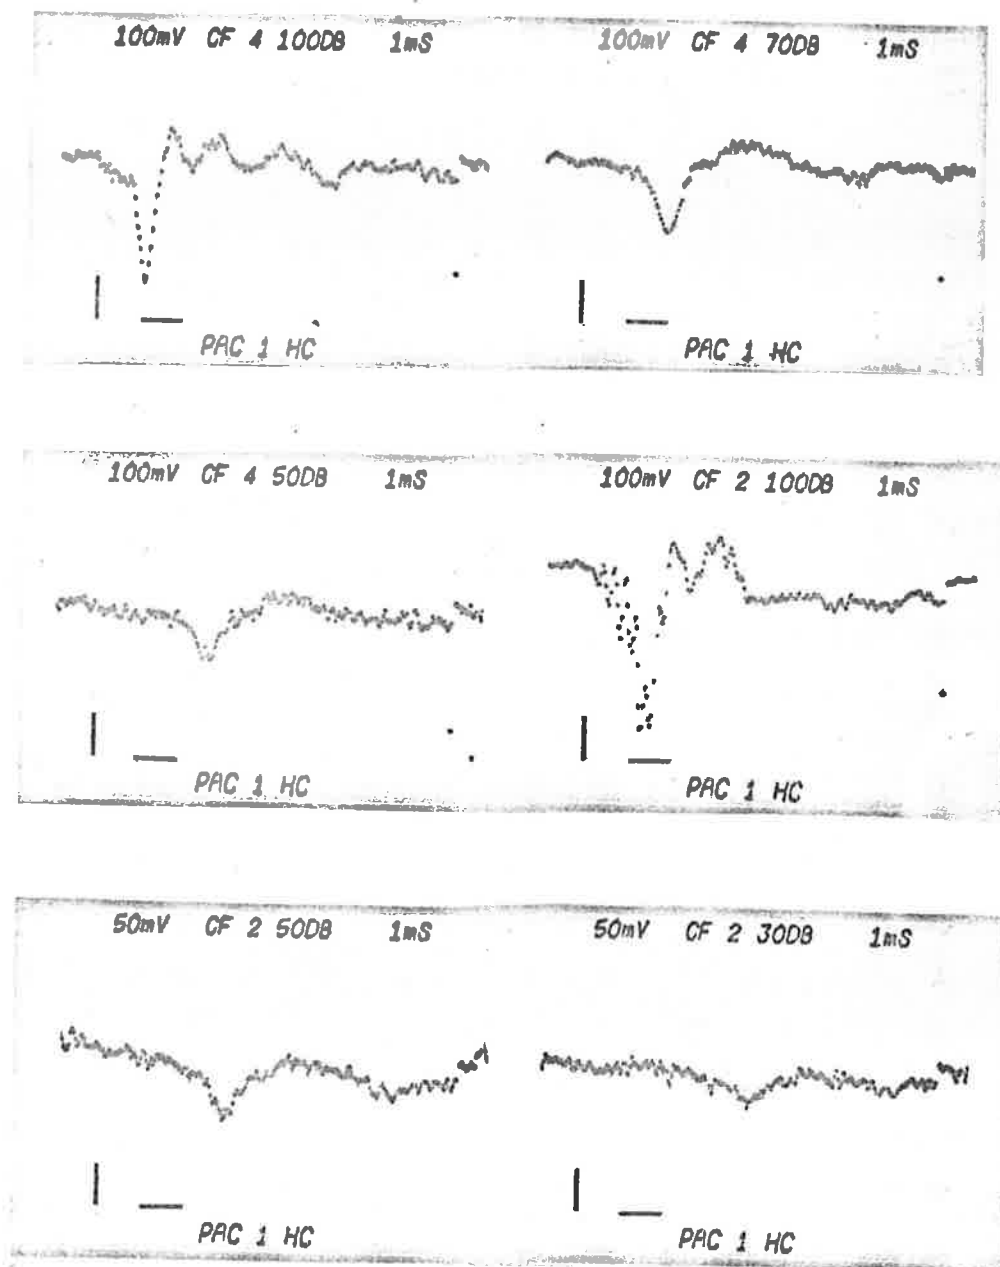 100mV CF 4 100DB 1mS
PAC 1 HC
100mV CF 4 70DB 1mS
PAC 1 HC
100mV CF 4 50DB 1mS
PAC 1 HC
100mV CF 2 100DB 1mS
PAC 1 HC
50mV CF 2 50DB 1mS
PAC 1 HC
50mV CF 2 30DB 1mS
PAC 1 HC